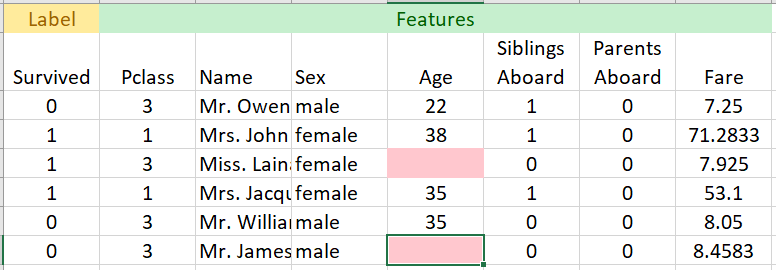 Label Features
Siblings Parents
Survived Pclass Name Sex Age Aboard Aboard Fare
0 3 Mr. Owen male 22 1 0 7.25
1 1 Mrs. John female 38 1 0 71.2833
1 3 Miss. Lain female 0 0 7.925
1 1 Mrs. Jacqu female 35 1 0 53.1
0 3 Mr. Willia male 35 0 0 8.05
0 3 Mr. James male 0 0 8.4583